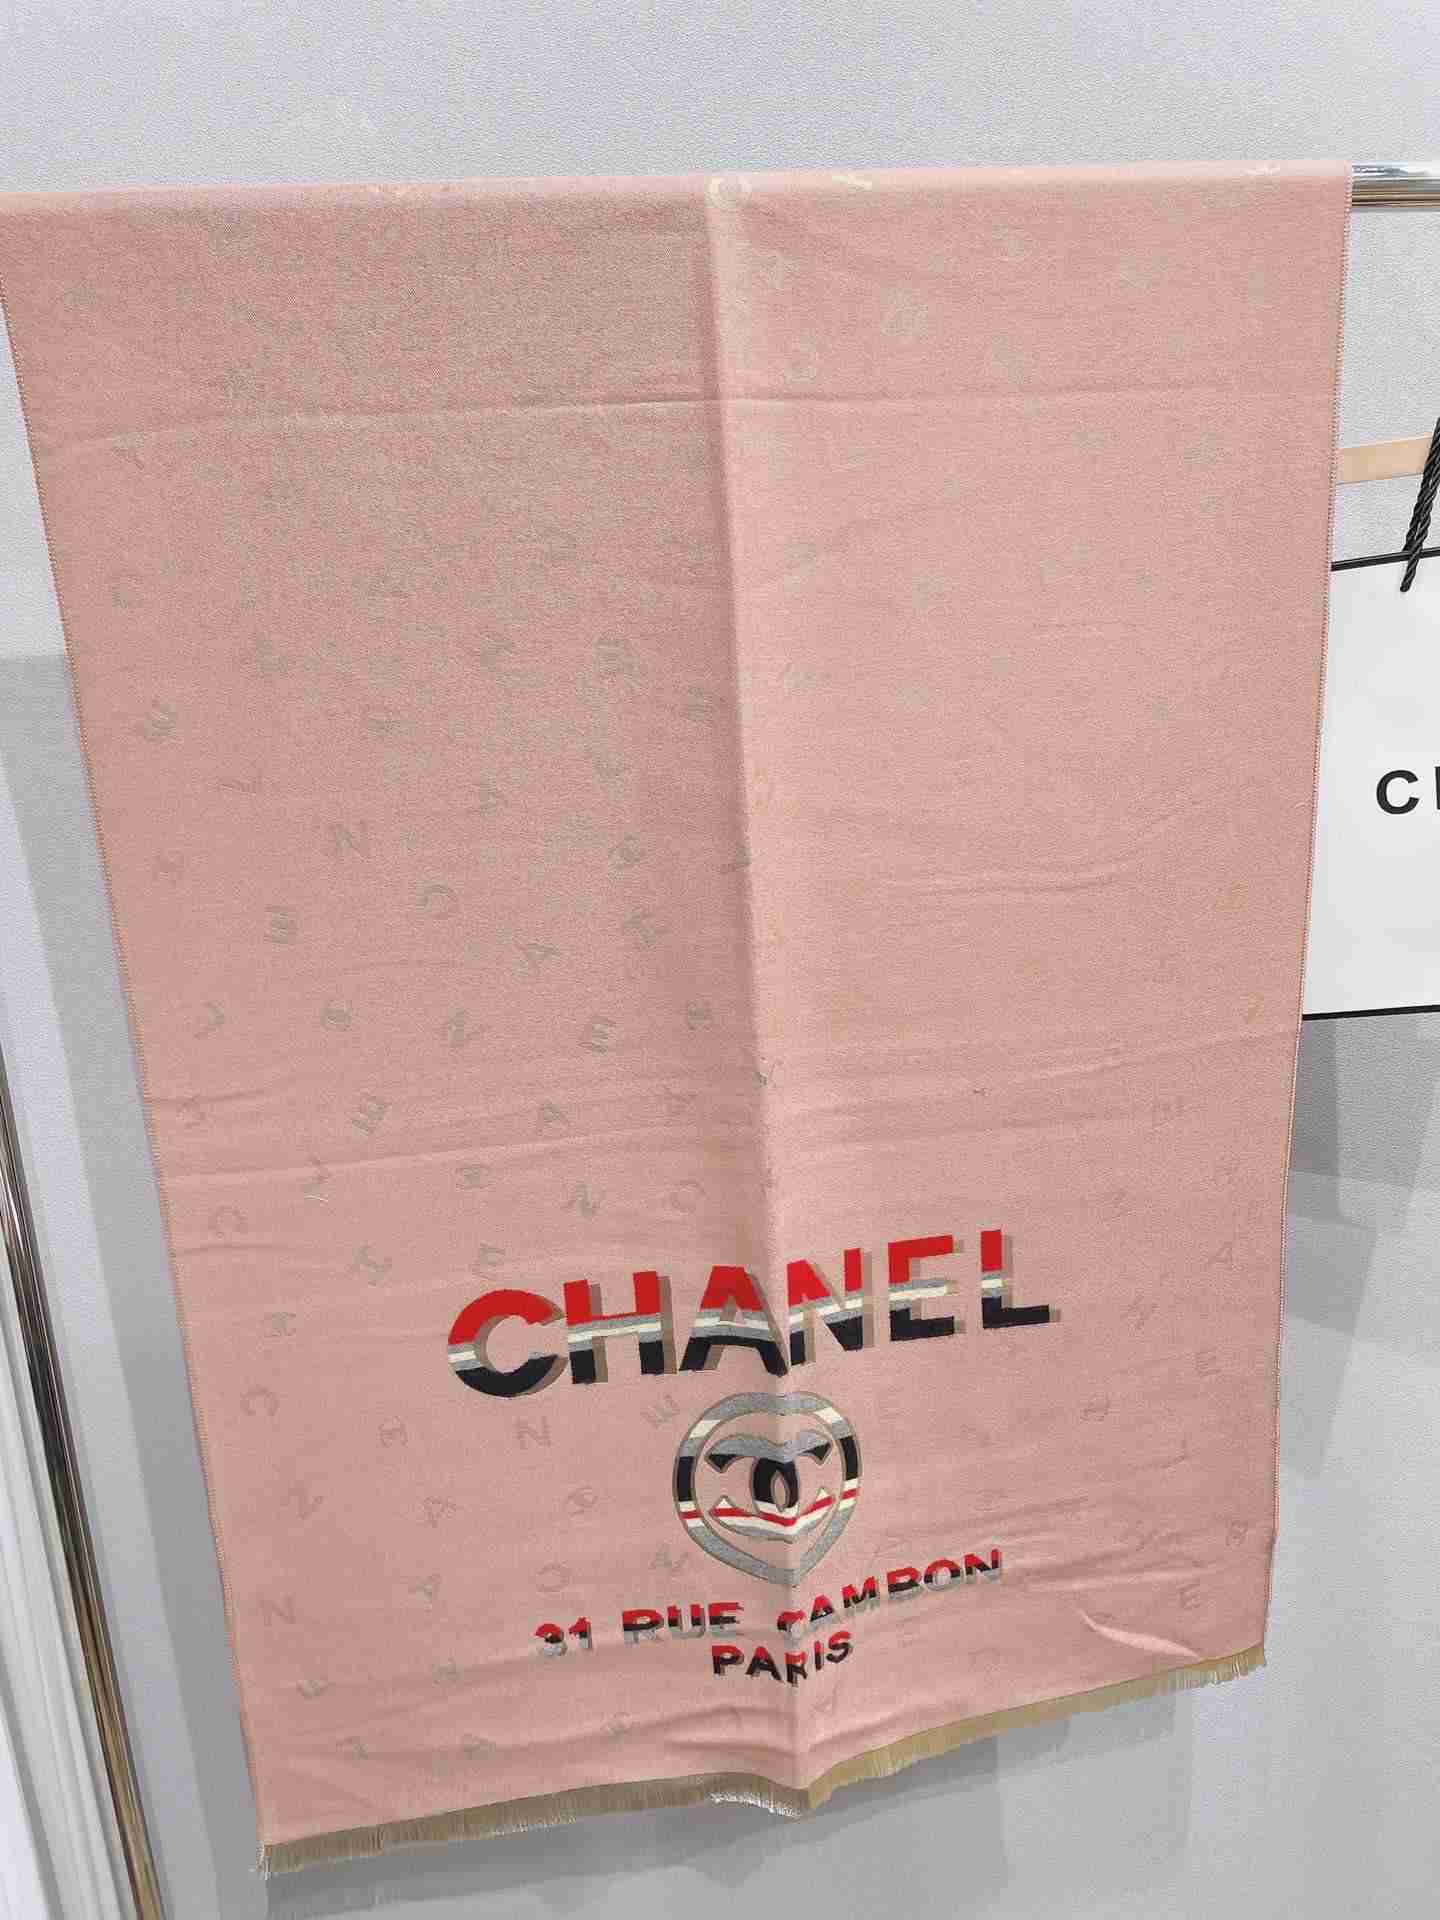 CHANEL
31 RUE CAMBON
PARIS